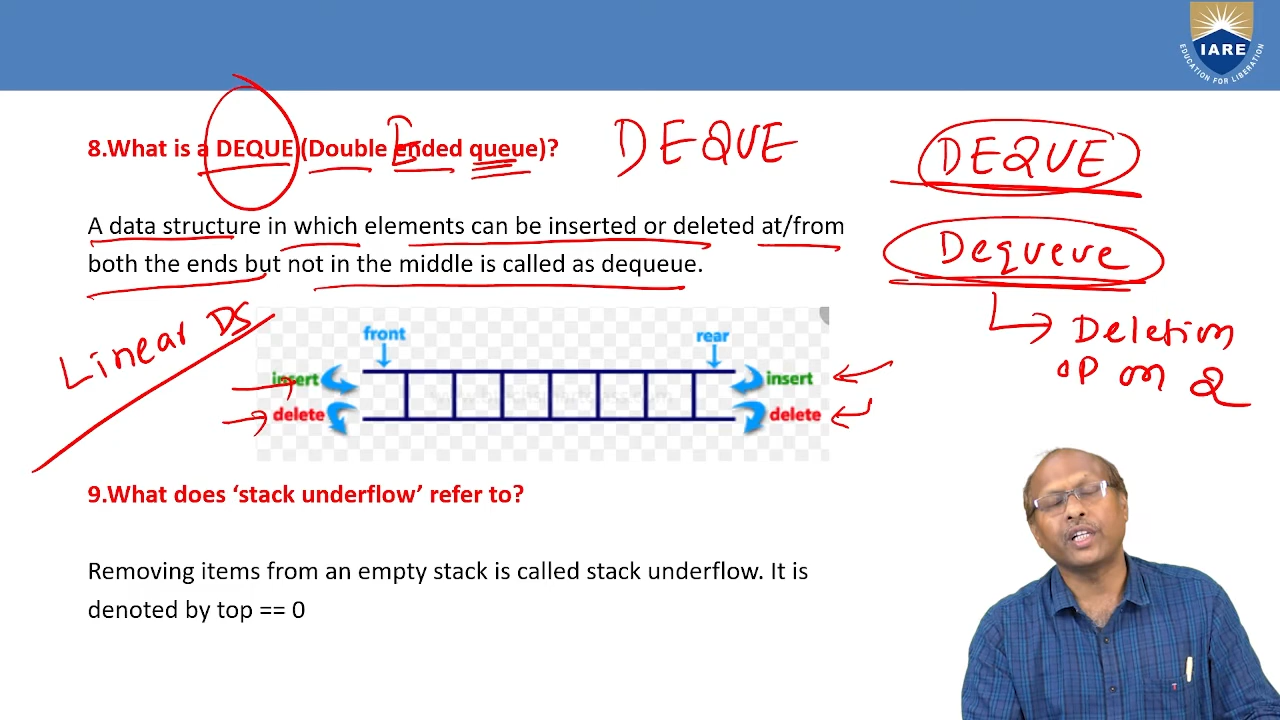 IARE
EDUCATION FOR LIBERATION
8.What is a DEQUE (Double ended queue)?
E
DEQUE
DEQUE
A data structure in which elements can be inserted or deleted at/from
both the ends but not in the middle is called as dequeue.
Dequeue
Deletion
OP on Q
Linear DS
front
rear
insert
insert
delete
delete
9.What does ‘stack underflow’ refer to?
Removing items from an empty stack is called stack underflow. It is
denoted by top == 0